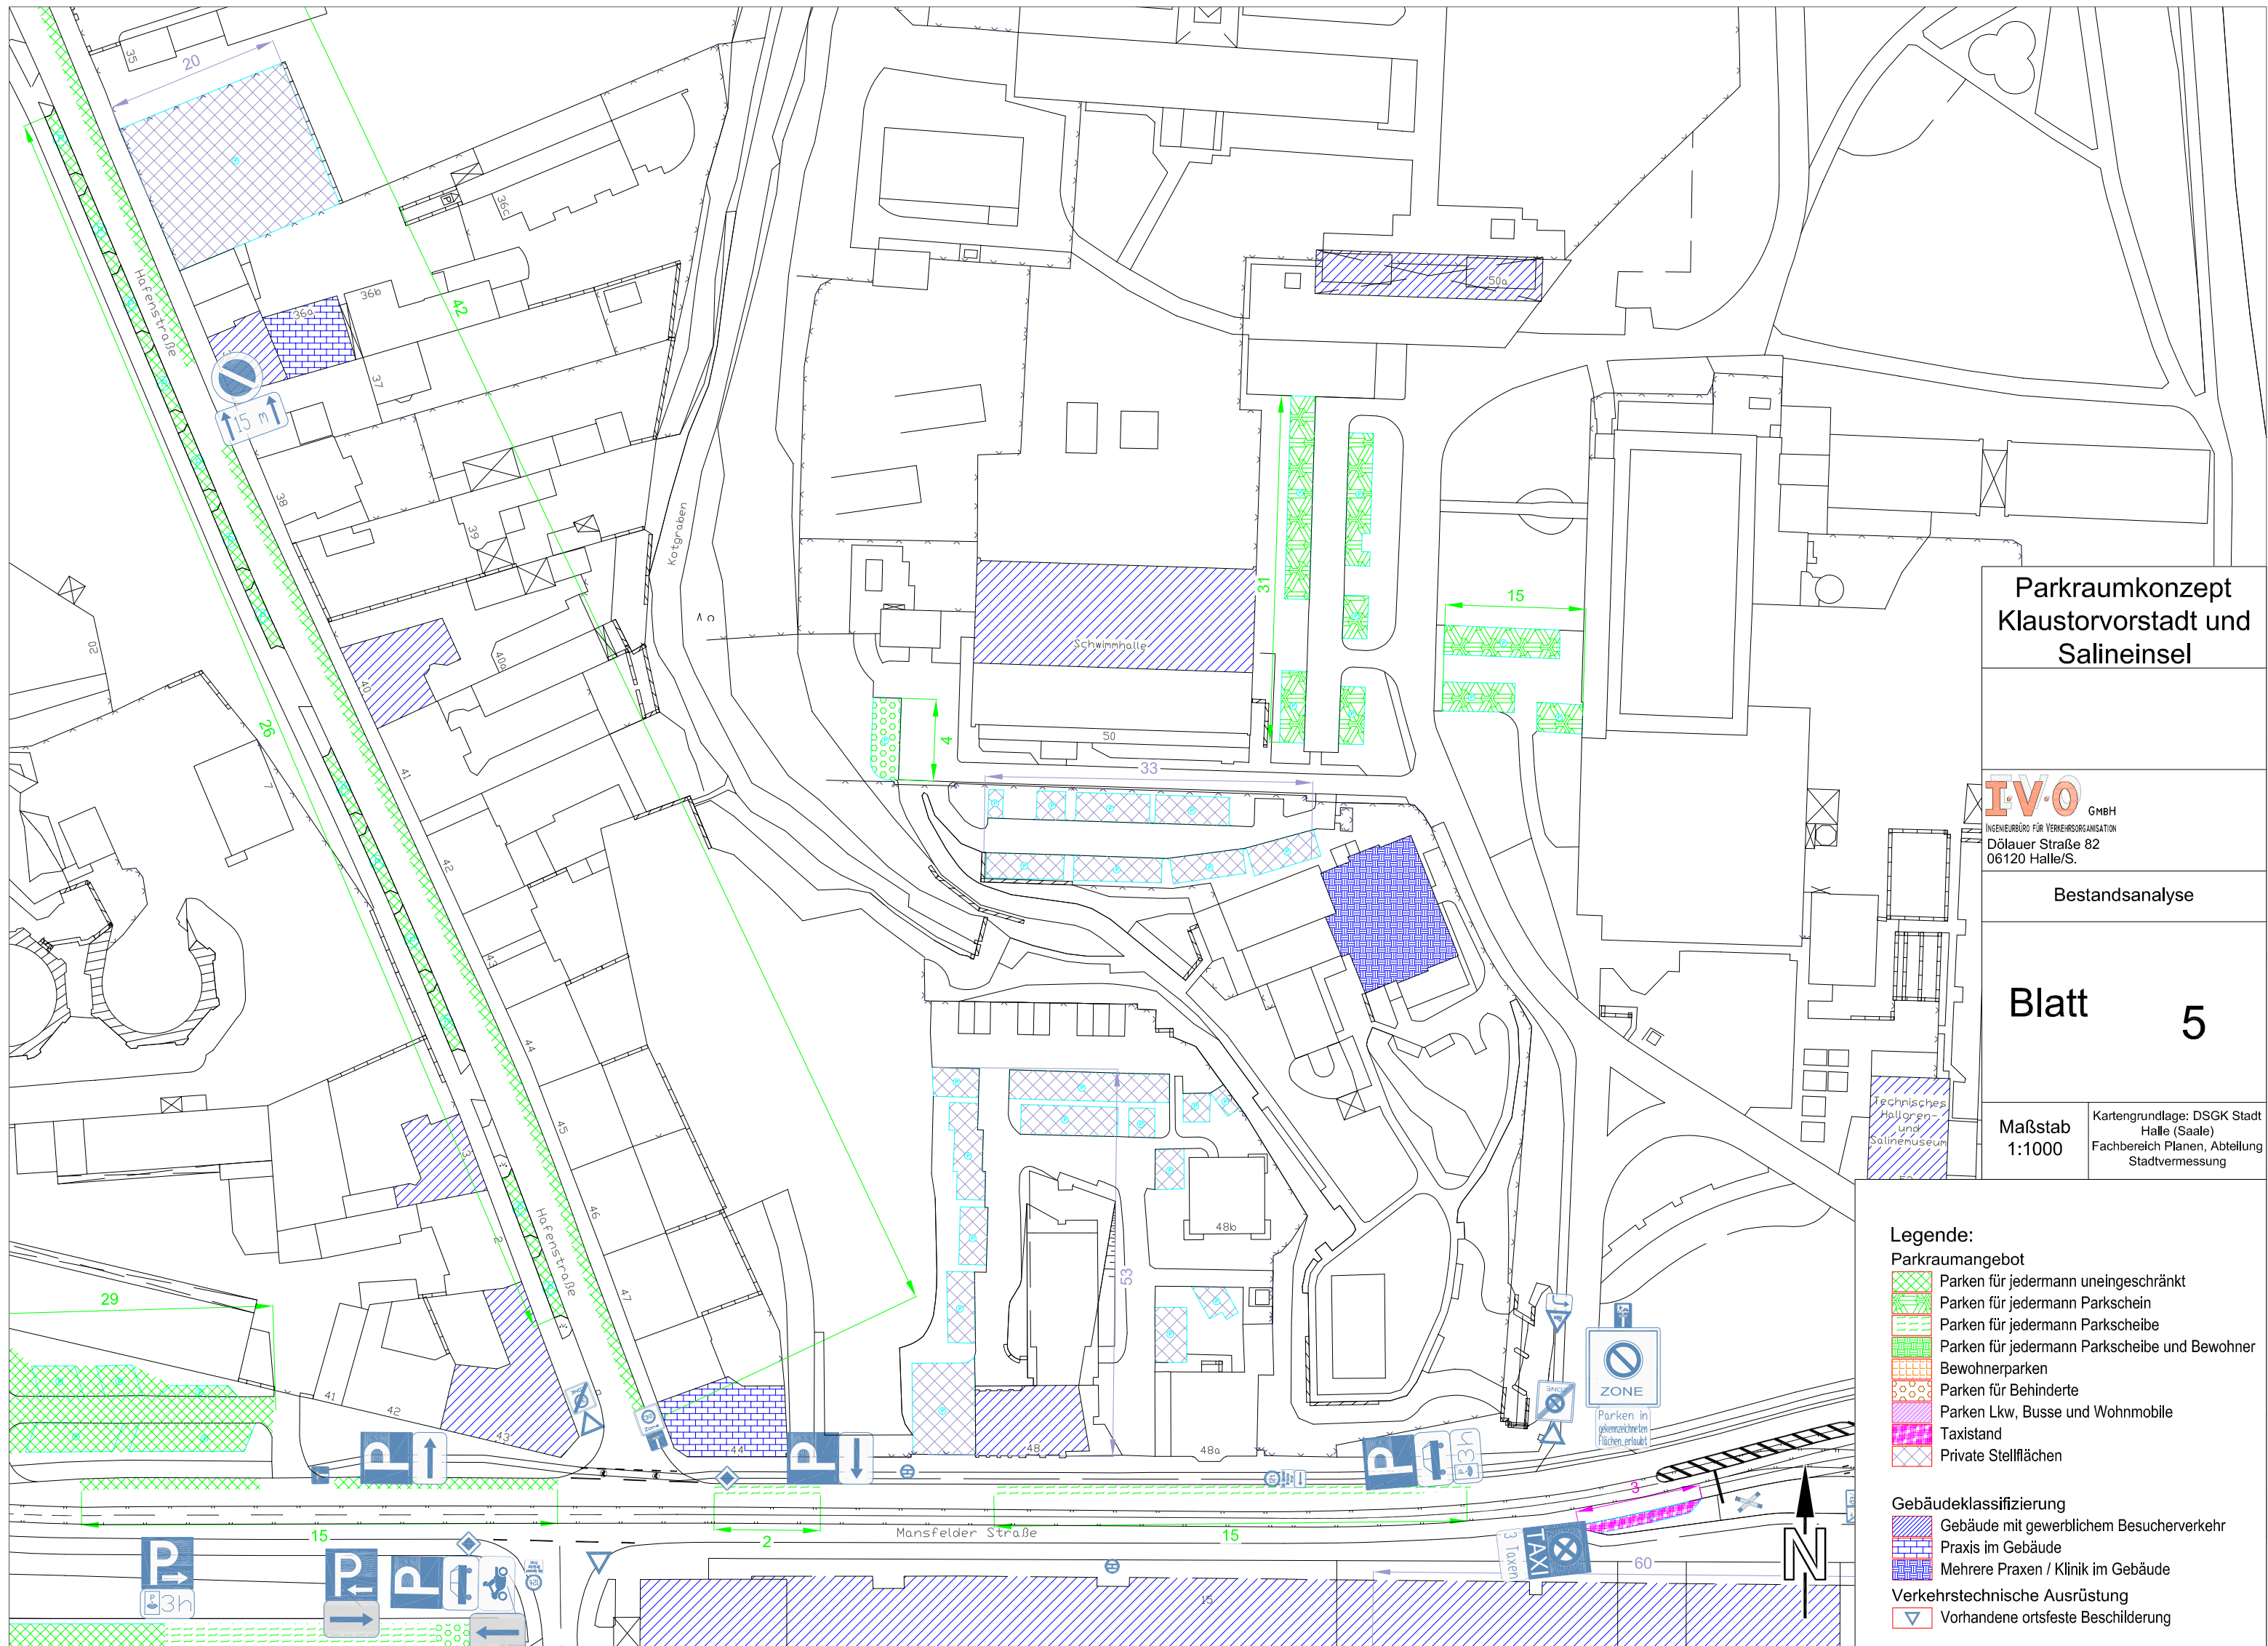 35
20
36c
P
Hafenstraße
36b
36a
42
37
15 m
38
39
Kotgraben
50a
31
15
Schwimmhalle
02
40
40a
26
4
50
33
7
41
42
43
44
45
46
47
3
2
Hafenstraße
53
48b
29
41
42
43
44
48
48a
P
P
P
3h
ZONE
Parken in
gekennzeichneten
Flächen erlaubt
Technisches
Halloren-
und
Salinemuseum
52
15
2
Mansfelder Straße
15
3
TAXI
3 Taxen
60
15
P
3h
P
P
N
Parkraumkonzept
Klaustorvorstadt und
Salineinsel
I·V·O GMBH
INGENIEURBÜRO FÜR VERKEHRSORGANISATION
Dölauer Straße 82
06120 Halle/S.
Bestandsanalyse
Blatt 5
Maßstab
1:1000
Kartengrundlage: DSGK Stadt
Halle (Saale)
Fachbereich Planen, Abteilung
Stadtvermessung
Legende:
Parkraumangebot
Parken für jedermann uneingeschränkt
Parken für jedermann Parkschein
Parken für jedermann Parkscheibe
Parken für jedermann Parkscheibe und Bewohner
Bewohnerparken
Parken für Behinderte
Parken Lkw, Busse und Wohnmobile
Taxistand
Private Stellflächen
Gebäudeklassifizierung
Gebäude mit gewerblichem Besucherverkehr
Praxis im Gebäude
Mehrere Praxen / Klinik im Gebäude
Verkehrstechnische Ausrüstung
Vorhandene ortsfeste Beschilderung